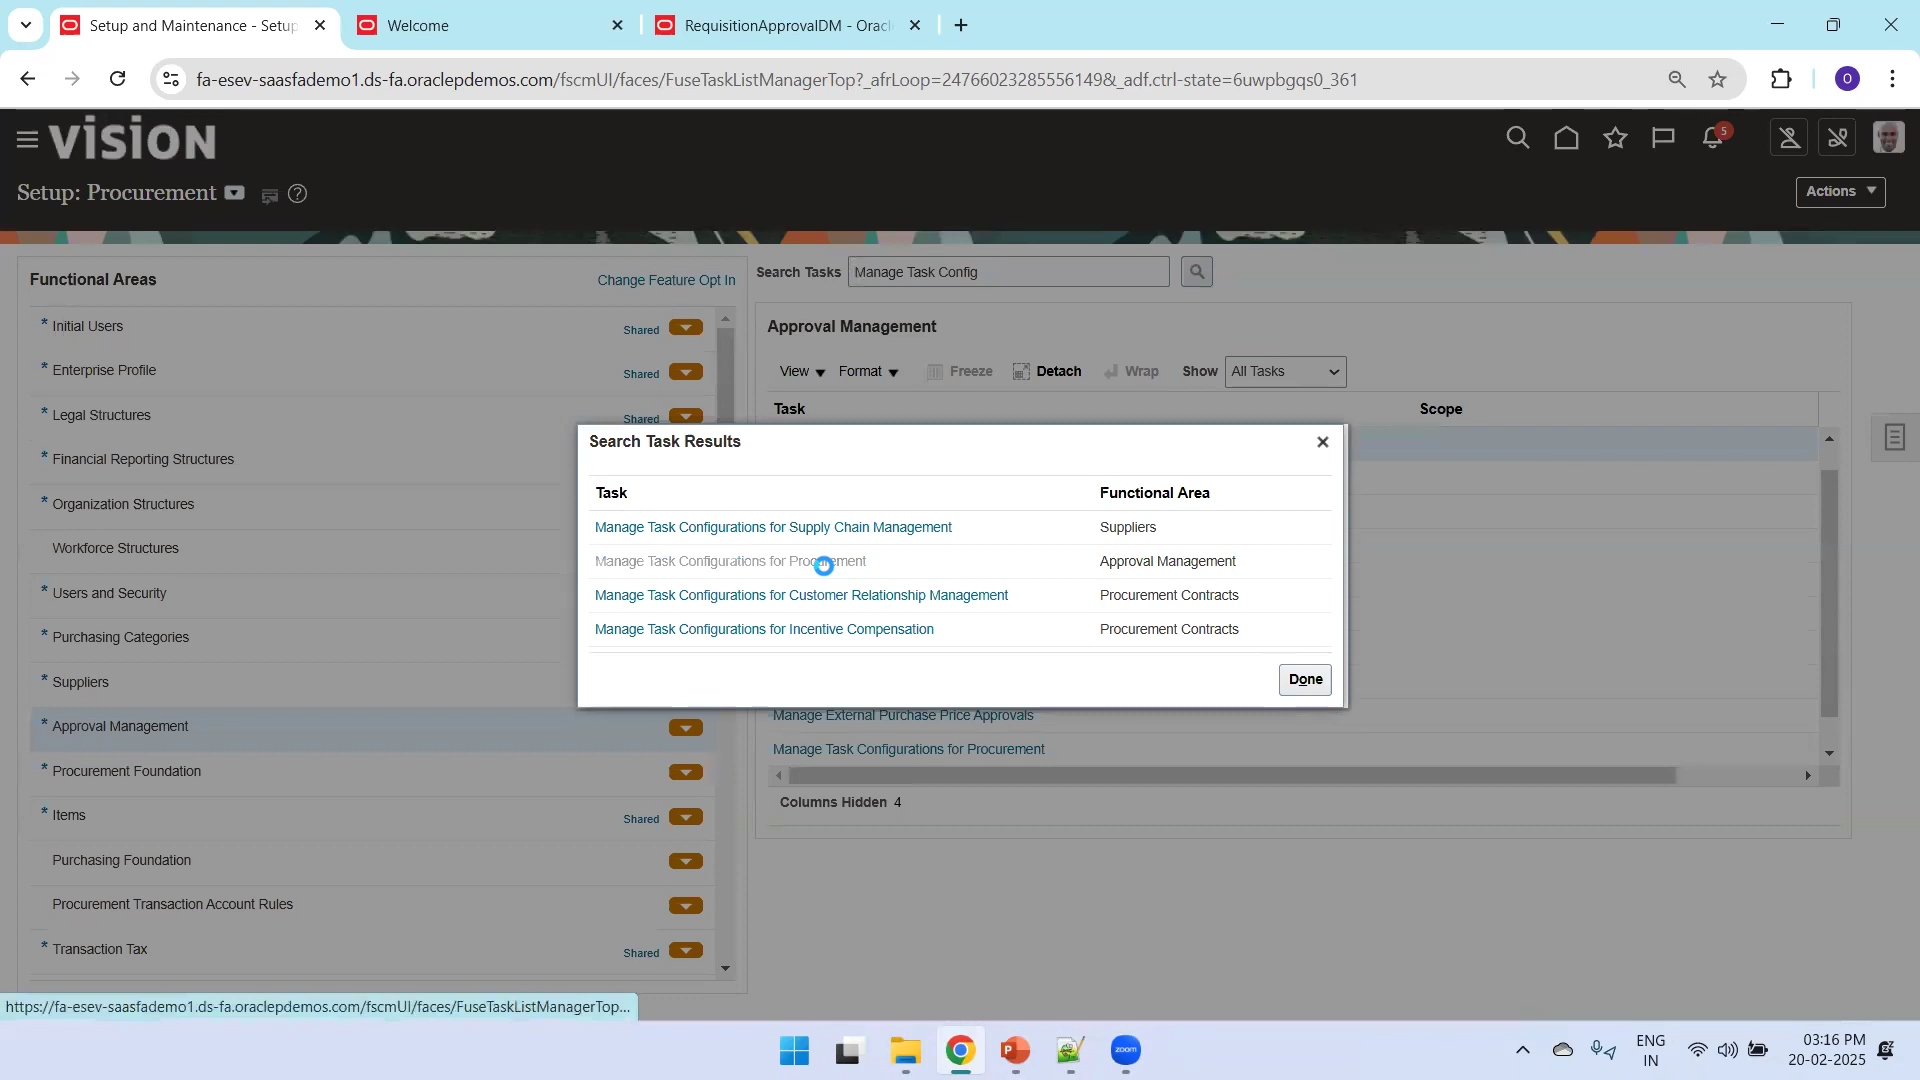 Setup and Maintenance - Setup
Welcome
RequisitionApprovalDM - Orac
fa-esev-saasfademo1.ds-fa.oraclepdemos.com/fscmUI/faces/FuseTaskListManagerTop?_afrLoop=24766023285556149&_adf.ctrl-state=6uwpbgqs0_361
O
VISION
5
Setup: Procurement
Actions
Functional Areas
Change Feature Opt In
* Initial Users Shared
* Enterprise Profile Shared
* Legal Structures Shared
* Financial Reporting Structures
* Organization Structures
Workforce Structures
* Users and Security
* Purchasing Categories
* Suppliers
* Approval Management
* Procurement Foundation
* Items Shared
Purchasing Foundation
Procurement Transaction Account Rules
* Transaction Tax Shared
Search Tasks Manage Task Config
Approval Management
View Format Freeze Detach Wrap Show All Tasks
Task Scope
Search Task Results
Task Functional Area
Manage Task Configurations for Supply Chain Management Suppliers
Manage Task Configurations for Procurement Approval Management
Manage Task Configurations for Customer Relationship Management Procurement Contracts
Manage Task Configurations for Incentive Compensation Procurement Contracts
Done
Manage External Purchase Price Approvals
Manage Task Configurations for Procurement
Columns Hidden 4
https://fa-esev-saasfademo1.ds-fa.oraclepdemos.com/fscmUI/faces/FuseTaskListManagerTop...
zoom
ENG
IN
03:16 PM
20-02-2025